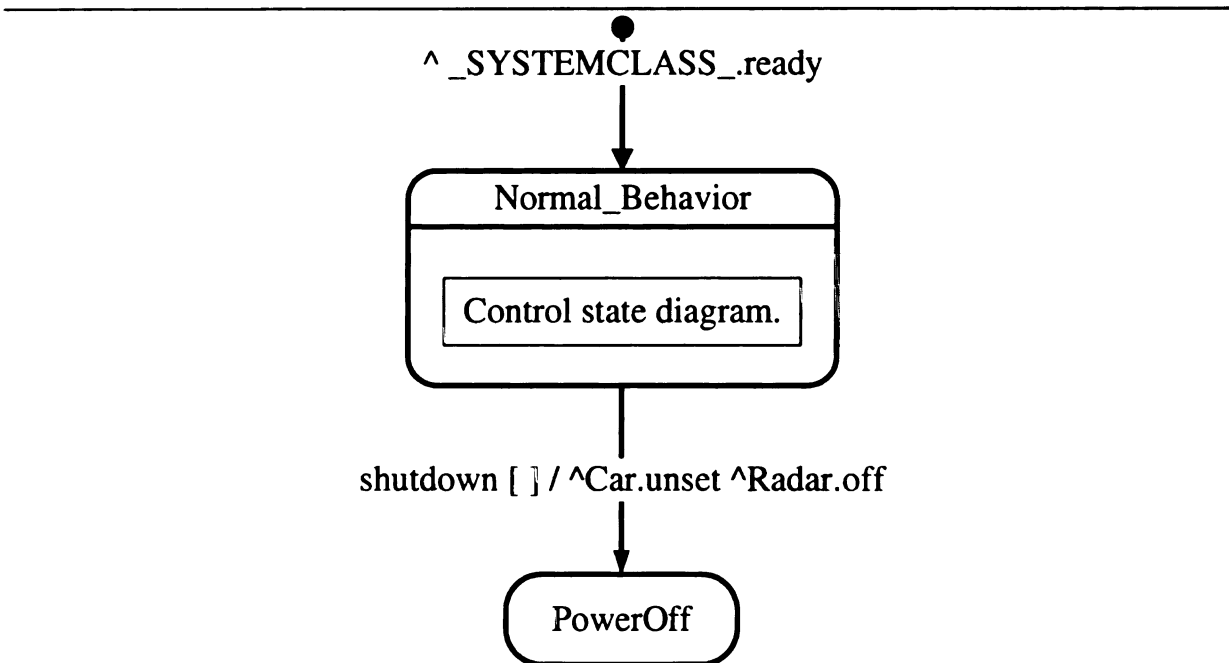 ^ _SYSTEMCLASS_.ready
Normal_Behavior
Control state diagram.
shutdown [ ] / ^Car.unset ^Radar.off
PowerOff